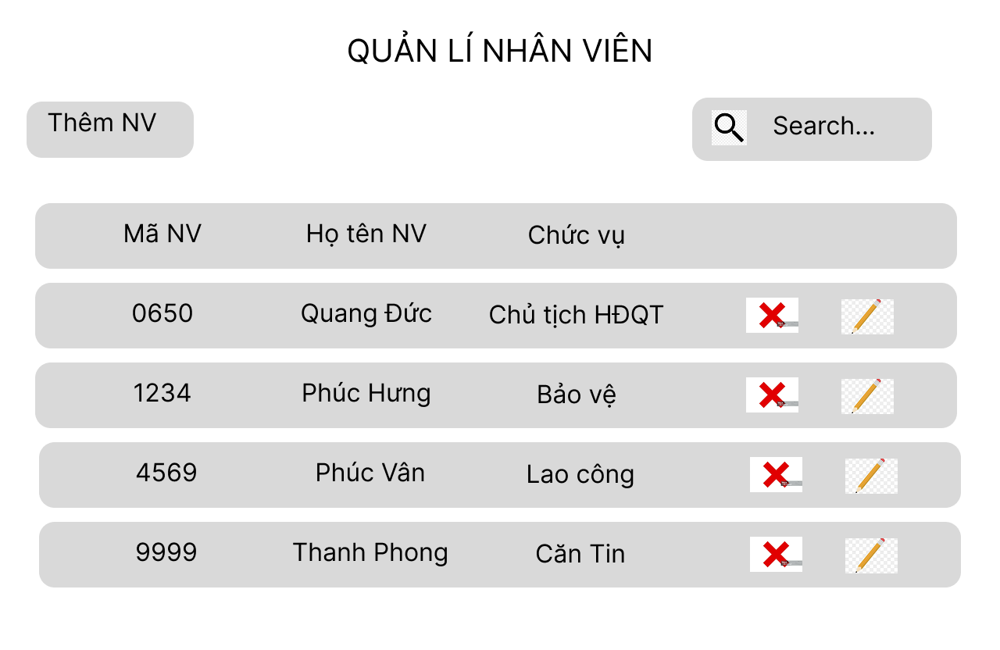 QUẢN LÍ NHÂN VIÊN
Thêm NV
Search...
Mã NV Họ tên NV Chức vụ
0650 Quang Đức Chủ tịch HĐQT
1234 Phúc Hưng Bảo vệ
4569 Phúc Vân Lao công
9999 Thanh Phong Căn Tin